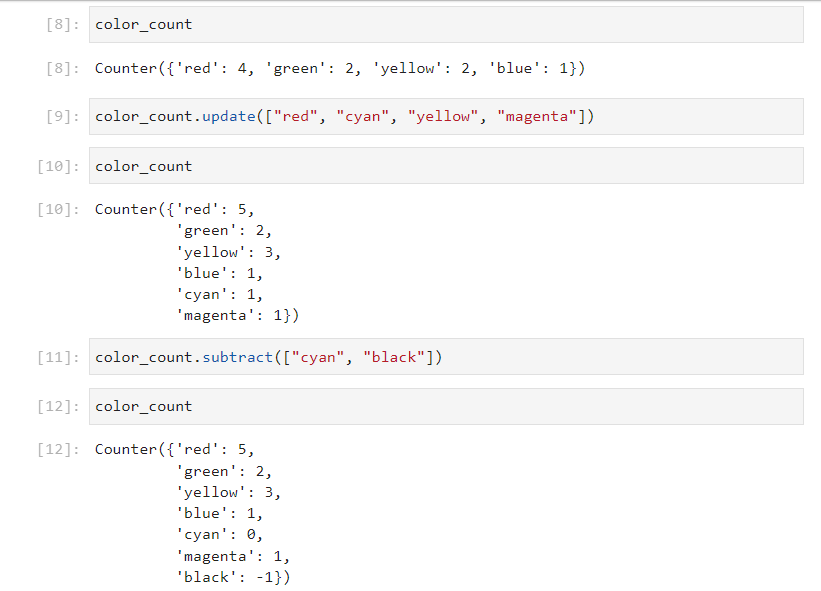 [8]: color_count
[8]: Counter({'red': 4, 'green': 2, 'yellow': 2, 'blue': 1})
[9]: color_count.update(["red", "cyan", "yellow", "magenta"])
[10]: color_count
[10]: Counter({'red': 5,
'green': 2,
'yellow': 3,
'blue': 1,
'cyan': 1,
'magenta': 1})
[11]: color_count.subtract(["cyan", "black"])
[12]: color_count
[12]: Counter({'red': 5,
'green': 2,
'yellow': 3,
'blue': 1,
'cyan': 0,
'magenta': 1,
'black': -1})